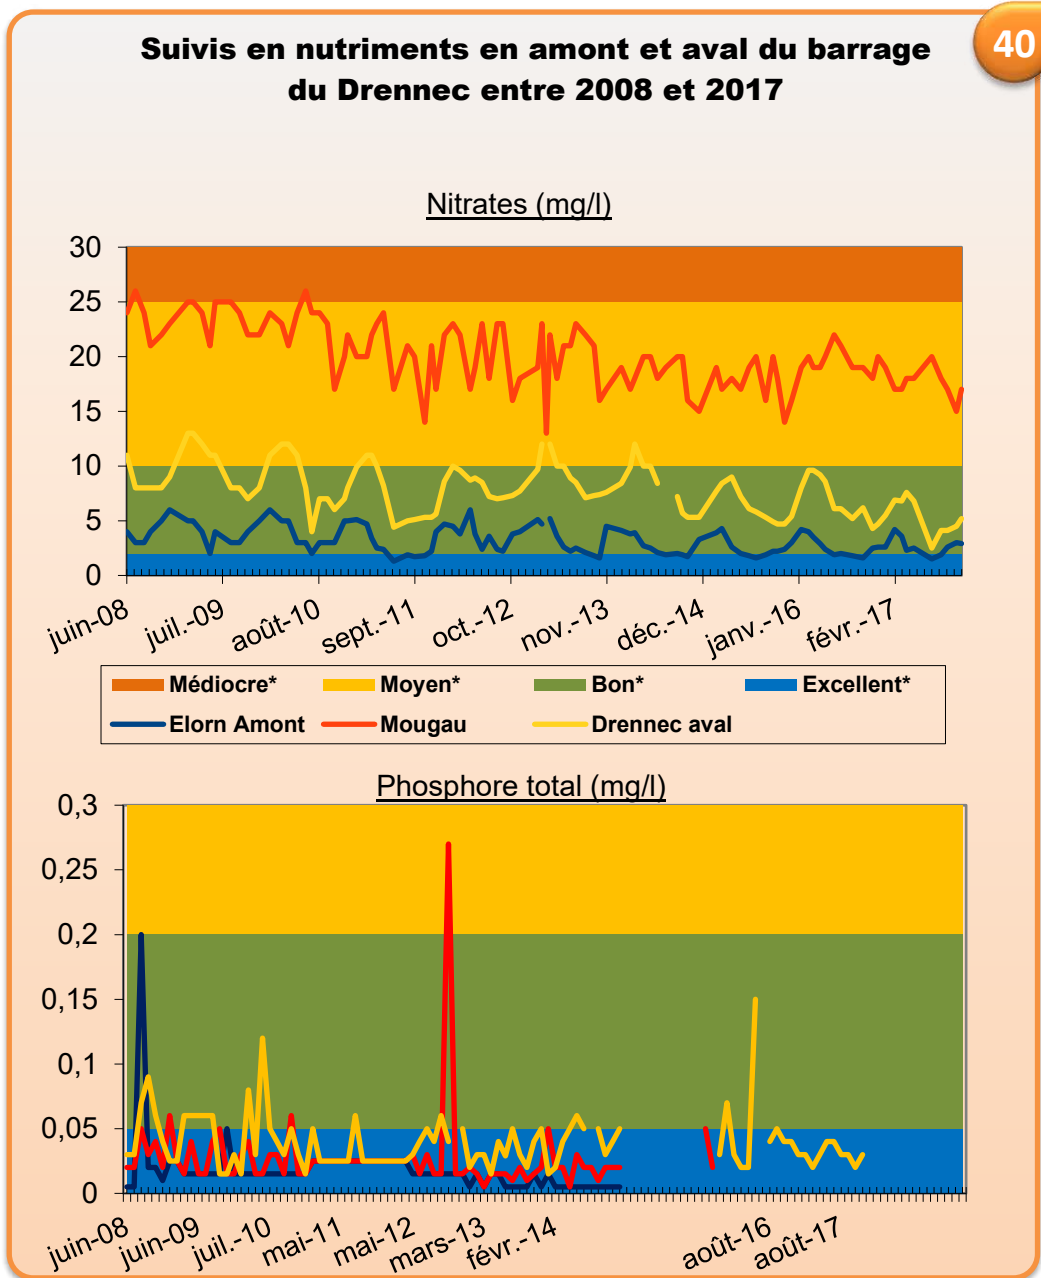 40
Suivis en nutriments en amont et aval du barrage
du Drennec entre 2008 et 2017
Nitrates (mg/l)
30
25
20
15
10
5
0
juin-08 juil.-09 août-10 sept.-11 oct.-12 nov.-13 déc.-14 janv.-16 févr.-17
Médiocre* Moyen* Bon* Excellent*
Elorn Amont Mougau Drennec aval
Phosphore total (mg/l)
0,3
0,25
0,2
0,15
0,1
0,05
0
juin-08 juin-09 juil.-10 mai-11 mai-12 mars-13 févr.-14 août-16 août-17